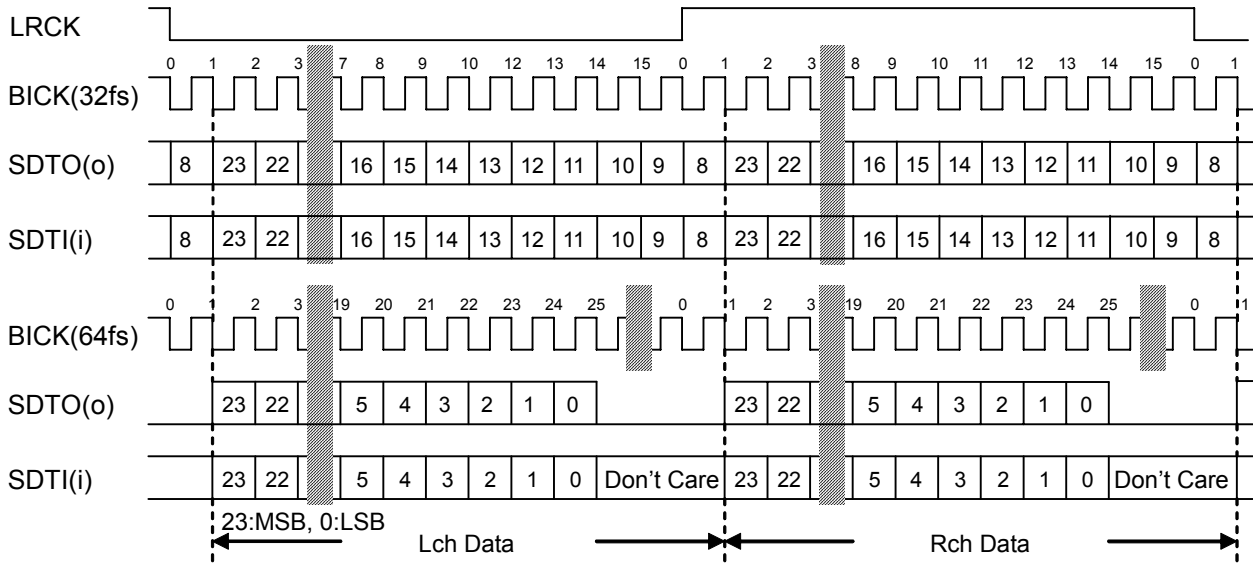 LRCK
0 1 2 3 7 8 9 10 11 12 13 14 15 0 1 2 3 8 9 10 11 12 13 14 15 0 1
BICK(32fs)
SDTO(o) 8 23 22 16 15 14 13 12 11 10 9 8 23 22 16 15 14 13 12 11 10 9 8
SDTI(i) 8 23 22 16 15 14 13 12 11 10 9 8 23 22 16 15 14 13 12 11 10 9 8
0 1 2 3 19 20 21 22 23 24 25 0 1 2 3 19 20 21 22 23 24 25 0 1
BICK(64fs)
SDTO(o) 23 22 5 4 3 2 1 0 23 22 5 4 3 2 1 0
SDTI(i) 23 22 5 4 3 2 1 0 Don't Care 23 22 5 4 3 2 1 0 Don't Care
23:MSB, 0:LSB
Lch Data Rch Data